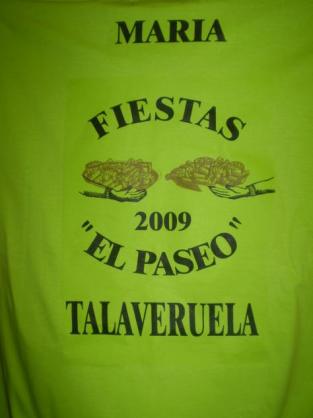 MARIA
FIESTAS
2009
"EL PASEO"
TALAVERUELA